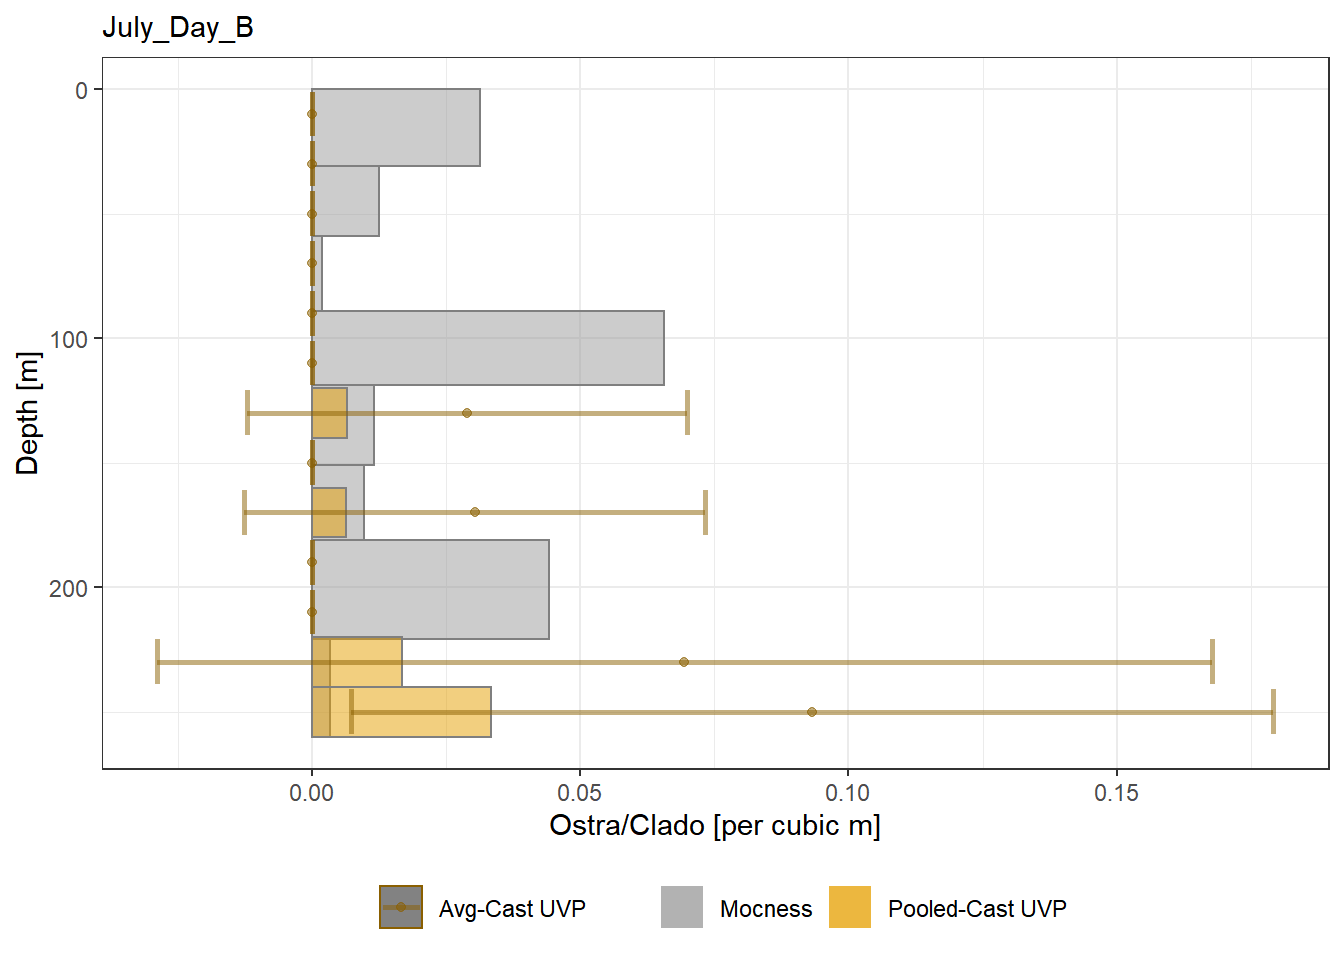 July_Day_B
0
100
200
Depth [m]
0.00 0.05 0.10 0.15
Ostra/Clado [per cubic m]
Avg-Cast UVP Mocness Pooled-Cast UVP